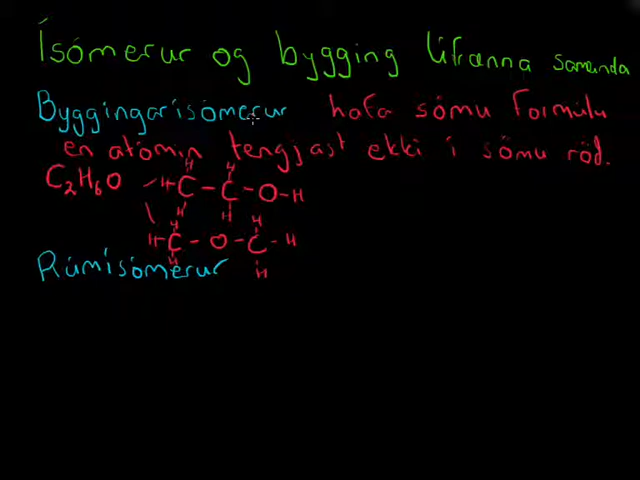 Ísómerur og bygging lífrænna samanda
Byggingarísómerur hafa sömu formúlu
en atómin tengjast ekki í sömu röð.
C₂H₆O
H H
H - C - C - O - H
H H
H H
H - C - O - C - H
H H
Rúmísómerur